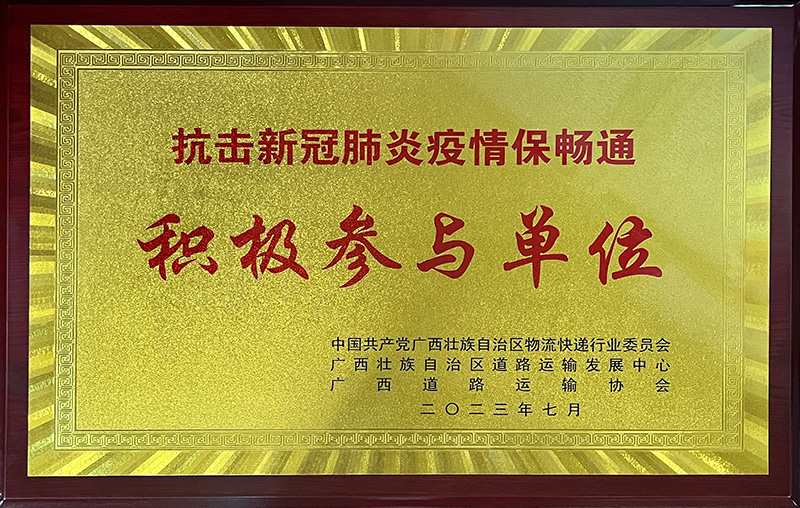 抗击新冠肺炎疫情保畅通
积极参与单位
中国共产党广西壮族自治区物流快递行业委员会
广西壮族自治区道路运输发展中心
广西道路运输协会
二〇二三年七月